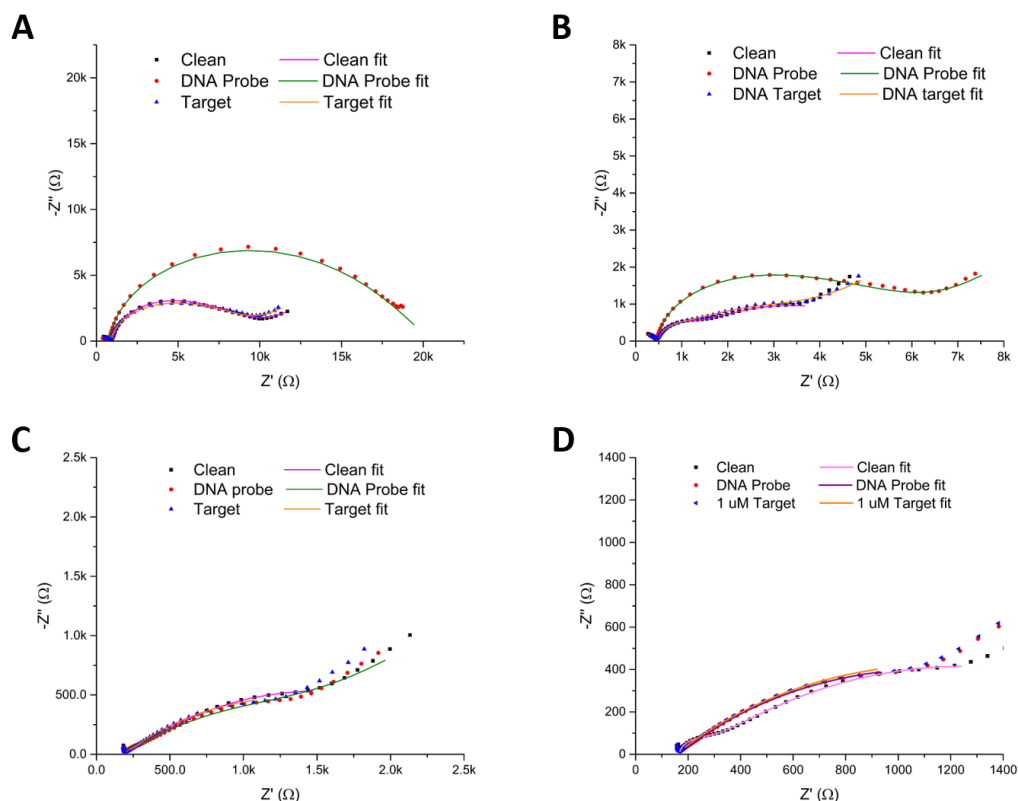 A
Clean
Clean fit
DNA Probe
DNA Probe fit
Target
Target fit
22k
17k
13k
9k
5k
0
0
5k
10k
15k
20k
-Z" (Ω)
Z' (Ω)
B
Clean
Clean fit
DNA Probe
DNA Probe fit
DNA Target
DNA target fit
8k
7k
6k
5k
4k
3k
2k
1k
0
0
1k
2k
3k
4k
5k
6k
7k
8k
-Z" (Ω)
Z' (Ω)
C
Clean
Clean fit
DNA probe
DNA Probe fit
Target
Target fit
2.5k
2.0k
1.5k
1.0k
500.0
0.0
0.0
500.0
1.0k
1.5k
2.0k
2.5k
-Z" (Ω)
Z' (Ω)
D
Clean
Clean fit
DNA Probe
DNA Probe fit
1 uM Target
1 uM Target fit
1400
1200
1000
800
600
400
200
0
0
200
400
600
800
1000
1200
1400
-Z" (Ω)
Z' (Ω)